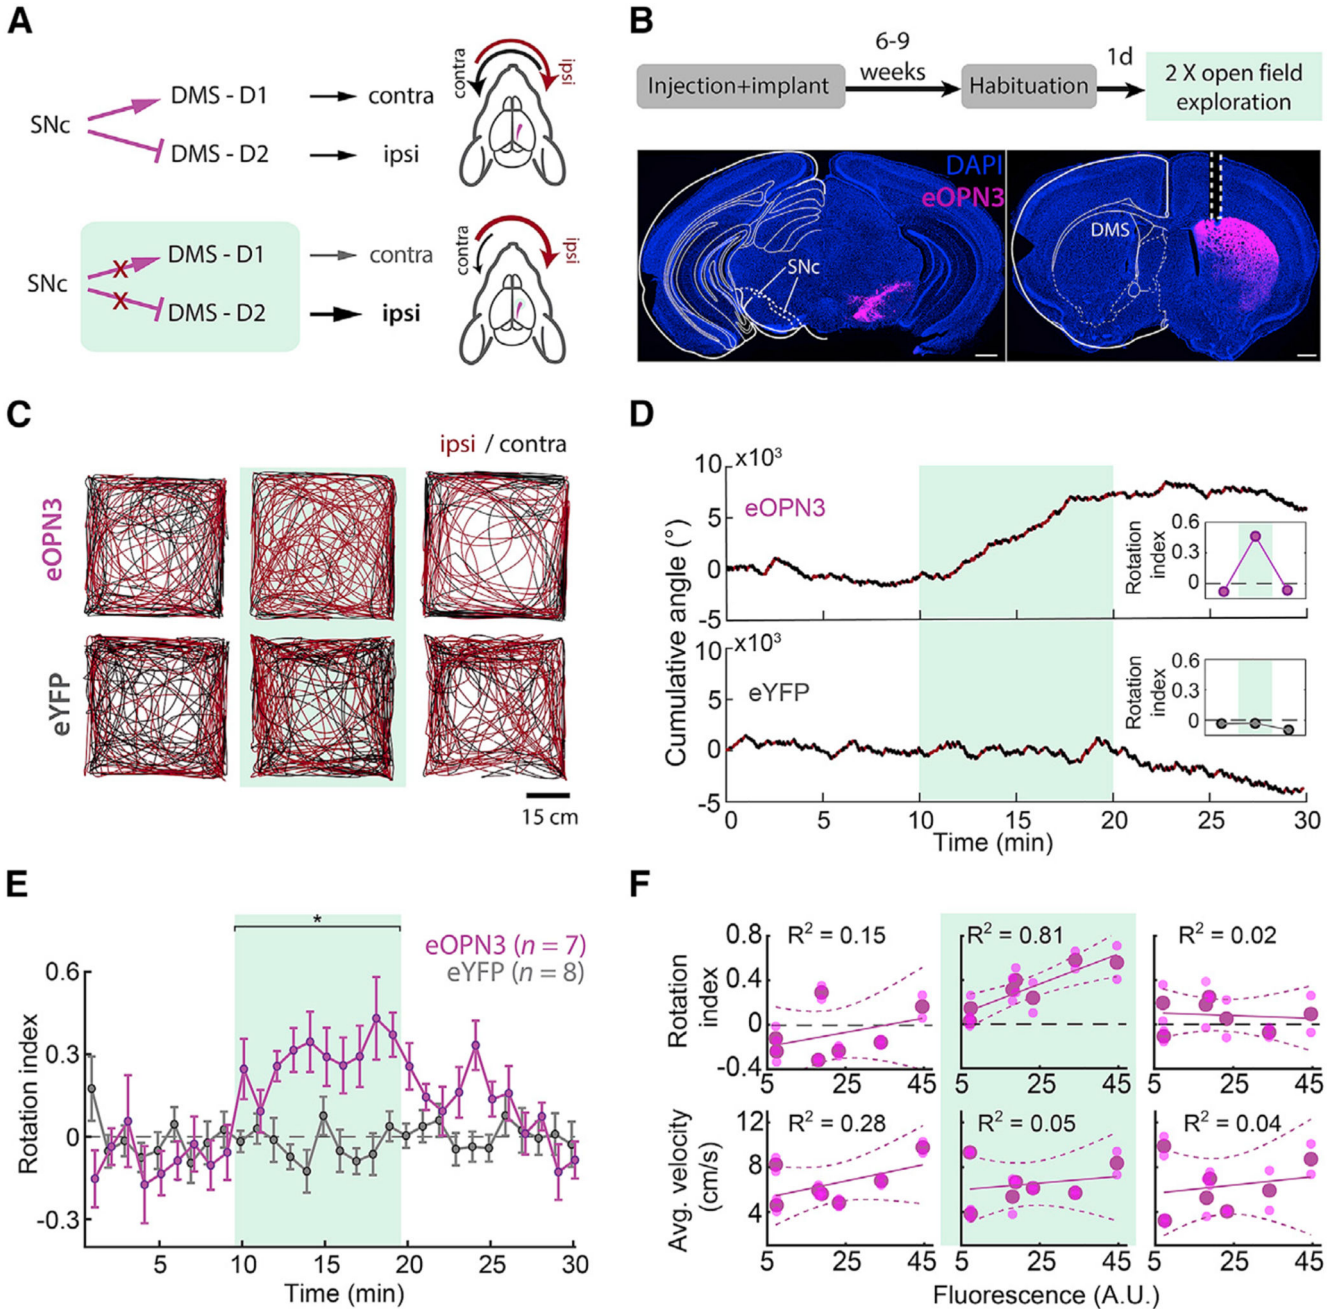 A
SNc
DMS - D1
contra
DMS - D2
ipsi
contra
ipsi
SNc
X
DMS - D1
contra
X
DMS - D2
ipsi
contra
ipsi
B
Injection+implant
6-9
weeks
Habituation
1d
2 X open field
exploration
DAPI
eOPN3
SNc
DMS
C
ipsi / contra
eOPN3
eYFP
15 cm
D
Cumulative angle (°)
x10³
10
5
0
-5
eOPN3
Rotation
index
0.6
0.3
0
x10³
10
5
0
-5
eYFP
Rotation
index
0.6
0.3
0
0 5 10 15 20 25 30
Time (min)
E
*
eOPN3 (n = 7)
eYFP (n = 8)
Rotation index
0.6
0.3
0
-0.3
5 10 15 20 25 30
Time (min)
F
Rotation
index
0.8
0.4
0
-0.4
R² = 0.15
R² = 0.81
R² = 0.02
5 25 45
5 25 45
5 25 45
Avg. velocity
(cm/s)
12
8
4
R² = 0.28
R² = 0.05
R² = 0.04
5 25 45
5 25 45
5 25 45
Fluorescence (A.U.)